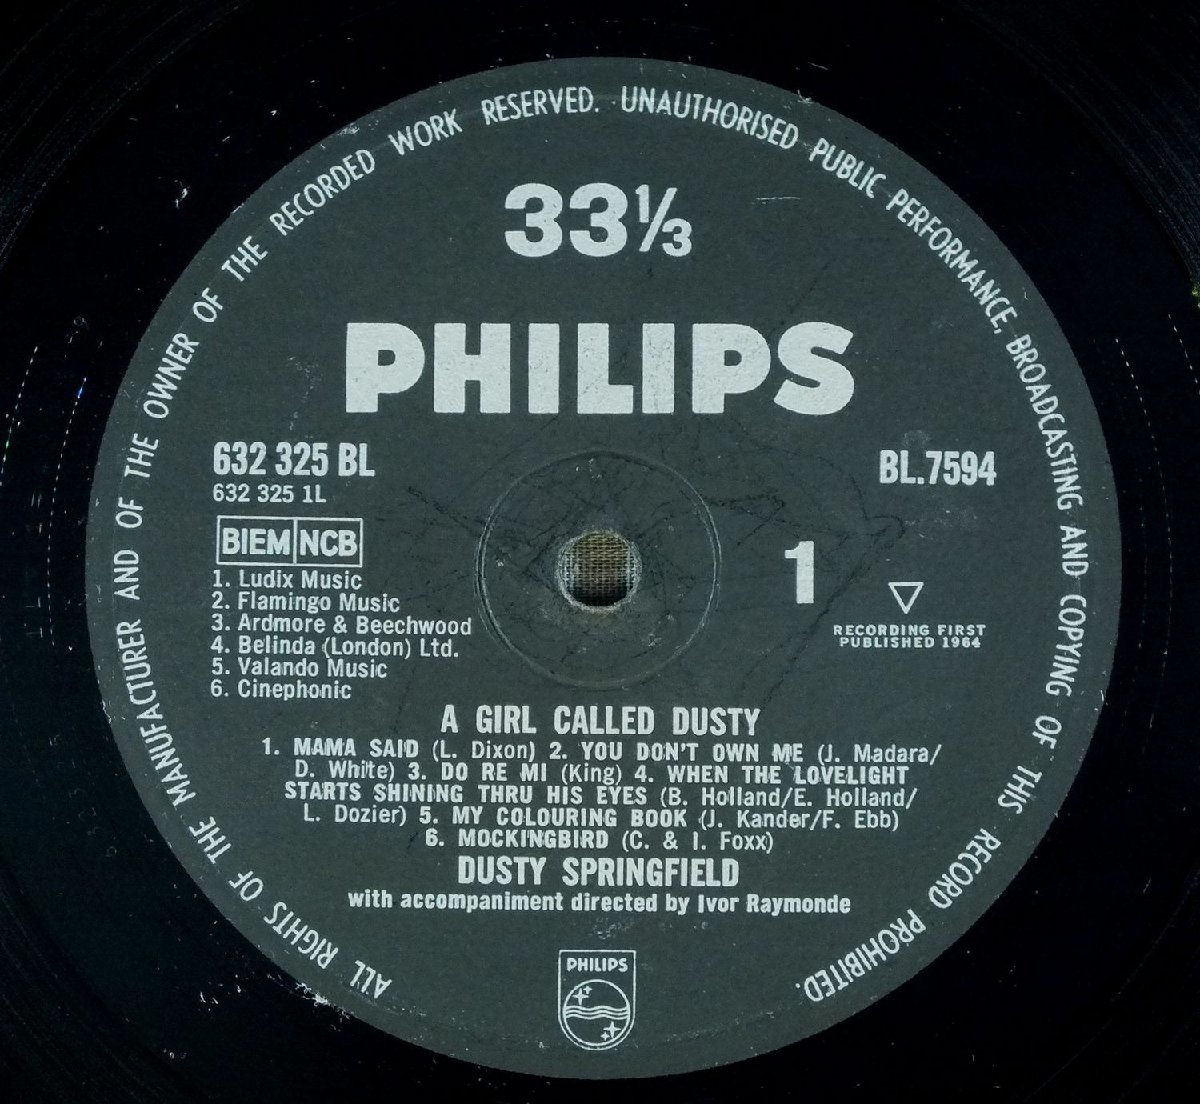 ALL RIGHTS OF THE MANUFACTURER AND OF THE OWNER OF THE RECORDED WORK RESERVED. UNAUTHORISED PUBLIC PERFORMANCE, BROADCASTING AND COPYING OF THIS RECORD PROHIBITED.
33⅓
PHILIPS
632 325 BL
632 325 1L
BL.7594
BIEM NCB
1. Ludix Music
2. Flamingo Music
3. Ardmore & Beechwood
4. Belinda (London) Ltd.
5. Valando Music
6. Cinephonic
1
RECORDING FIRST
PUBLISHED 1964
A GIRL CALLED DUSTY
1. MAMA SAID (L. Dixon) 2. YOU DON'T OWN ME (J. Madara/
D. White) 3. DO RE MI (King) 4. WHEN THE LOVELIGHT
STARTS SHINING THRU HIS EYES (B. Holland/E. Holland/
L. Dozier) 5. MY COLOURING BOOK (J. Kander/F. Ebb)
6. MOCKINGBIRD (C. & I. Foxx)
DUSTY SPRINGFIELD
with accompaniment directed by Ivor Raymonde
PHILIPS